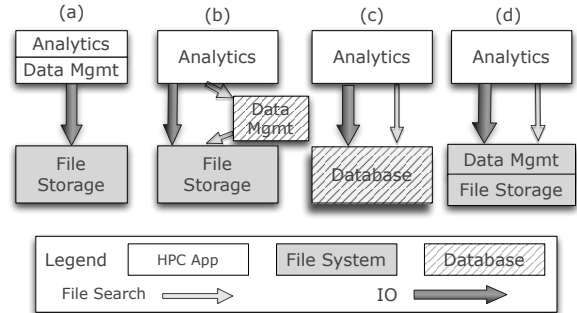 (a)
(b)
(c)
(d)
Analytics
Data Mgmt
File
Storage
Analytics
Data
Mgmt
File
Storage
Analytics
Database
Analytics
Data Mgmt
File Storage
Legend
HPC App
File System
Database
File Search
IO